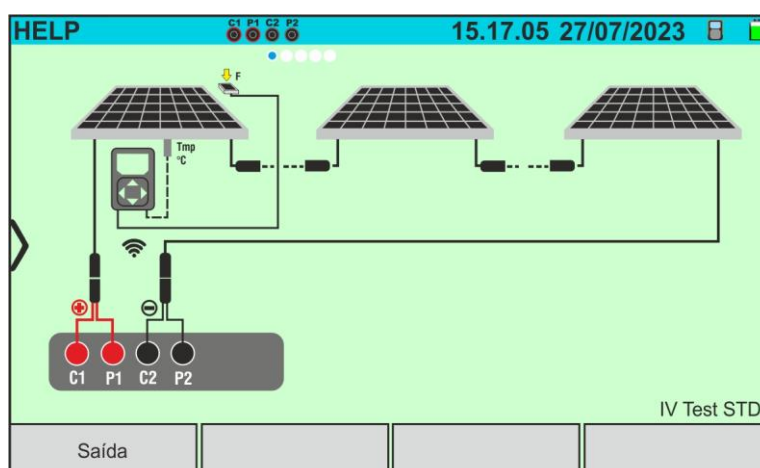 HELP C1 P1 C2 P2 15.17.05 27/07/2023
F
Tmp
°C
C1 P1 C2 P2
IV Test STD
Saída